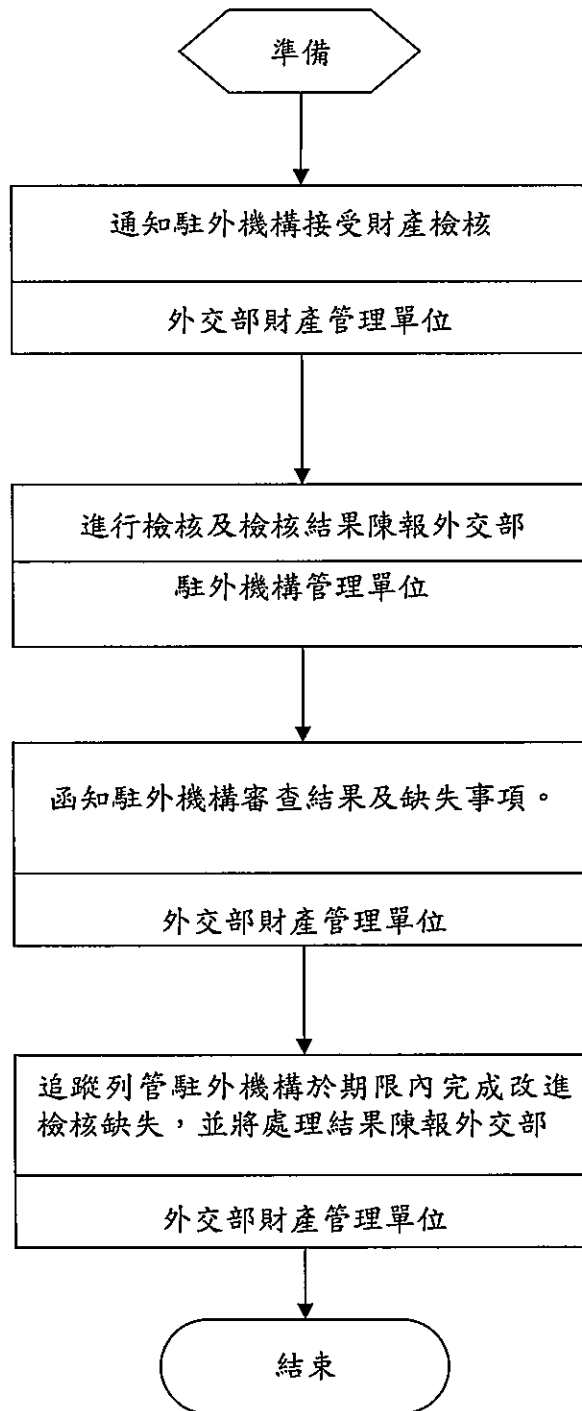 準備
通知駐外機構接受財產檢核
外交部財產管理單位
進行檢核及檢核結果陳報外交部
駐外機構管理單位
函知駐外機構審查結果及缺失事項。
外交部財產管理單位
追蹤列管駐外機構於期限內完成改進
檢核缺失，並將處理結果陳報外交部
外交部財產管理單位
結束